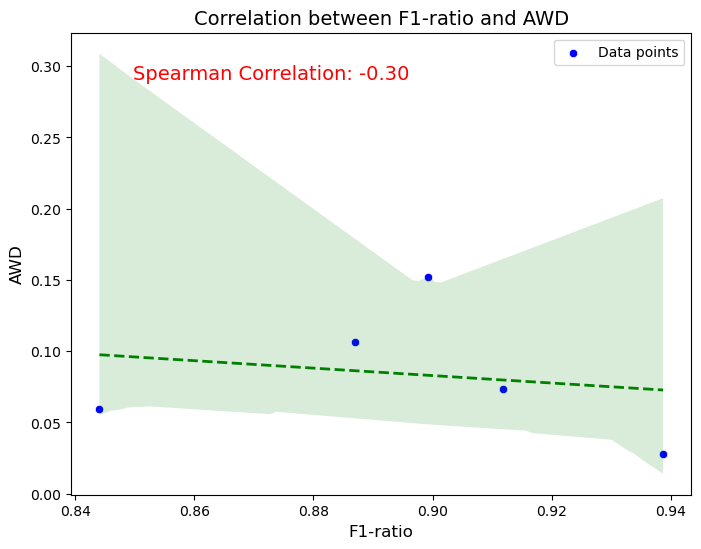 Correlation between F1-ratio and AWD
Spearman Correlation: -0.30
Data points
AWD
0.30
0.25
0.20
0.15
0.10
0.05
0.00
0.84 0.86 0.88 0.90 0.92 0.94
F1-ratio